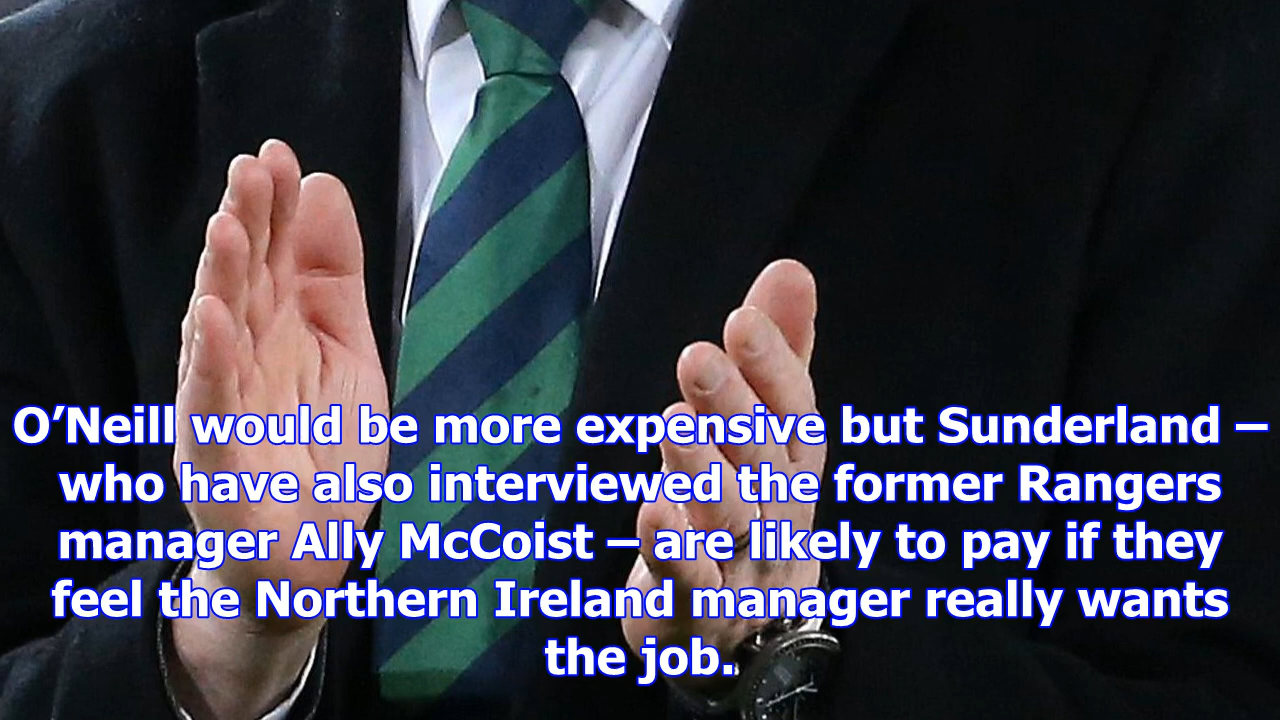 O’Neill would be more expensive but Sunderland –
who have also interviewed the former Rangers
manager Ally McCoist – are likely to pay if they
feel the Northern Ireland manager really wants
the job.